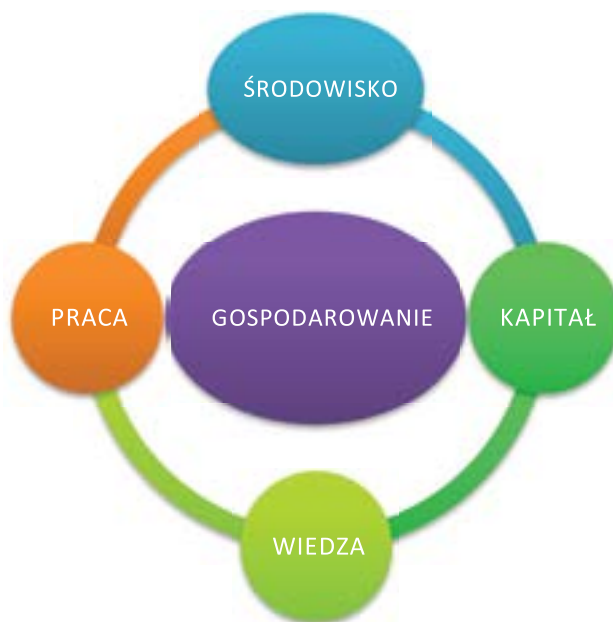 ŚRODOWISKO
PRACA
GOSPODAROWANIE
KAPITAŁ
WIEDZA